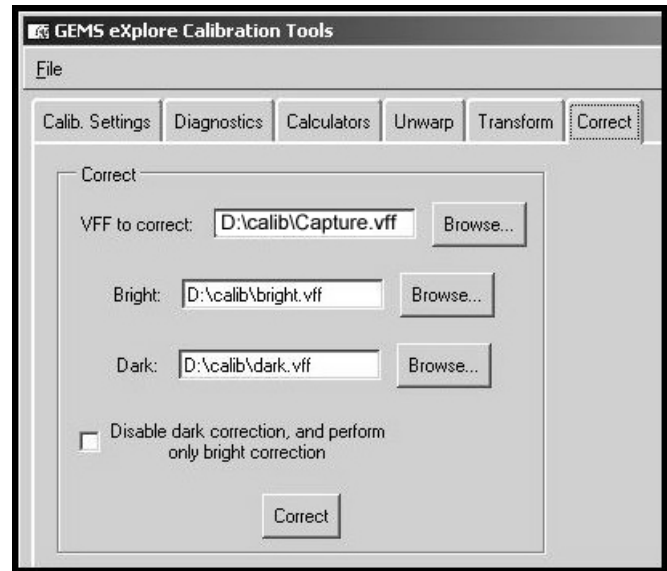 GEMS eXplore Calibration Tools
File
Calib. Settings Diagnostics Calculators Unwarp Transform Correct
Correct
VFF to correct: D:\calib\Capture.vff Browse...
Bright: D:\calib\bright.vff Browse...
Dark: D:\calib\dark.vff Browse...
Disable dark correction, and perform
only bright correction
Correct